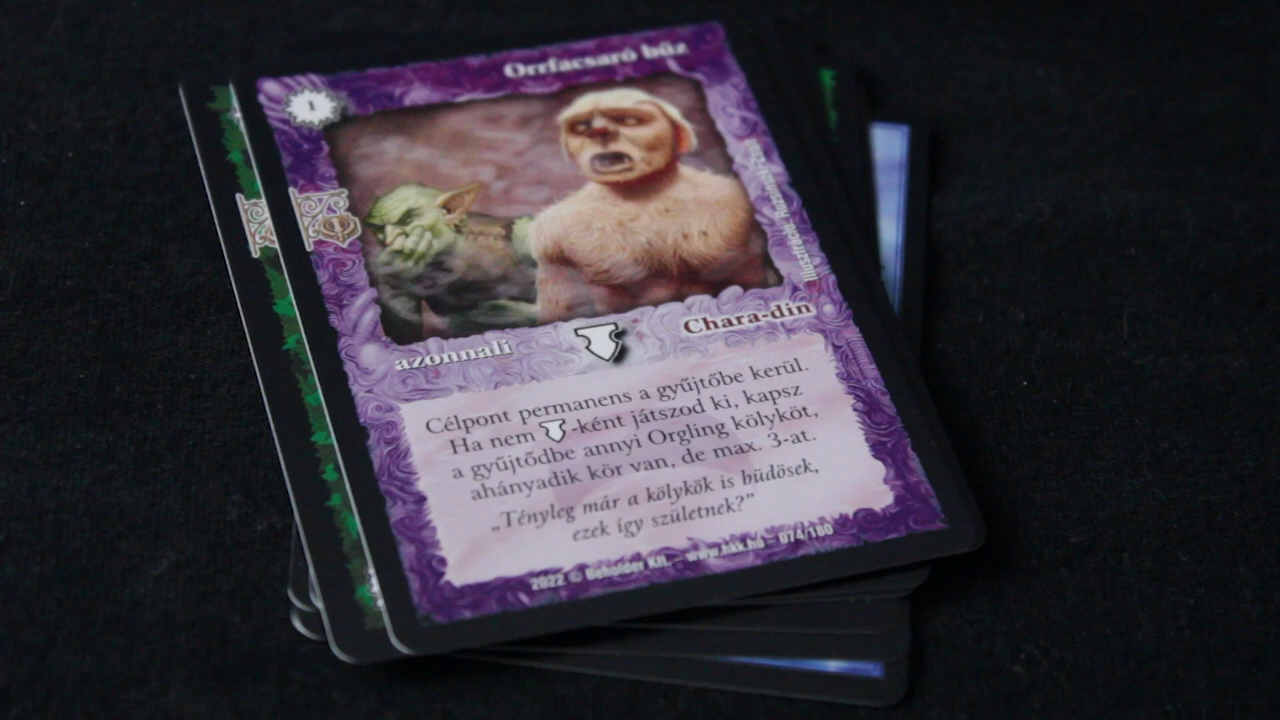 Orrfacsaró bűz
1
azonnali
Chara-din
Célpont permanens a gyűjtőbe kerül.
Ha nem -ként játszod ki, kapsz
a gyűjtődbe annyi Orgling kölyköt,
ahányadik kör van, de max. 3-at.
„Tényleg már a kölykök is büdösek,
ezek így születnek?”
2022 © Beholder Kft. - www.hkk.hu - 074/180
Illusztráció: